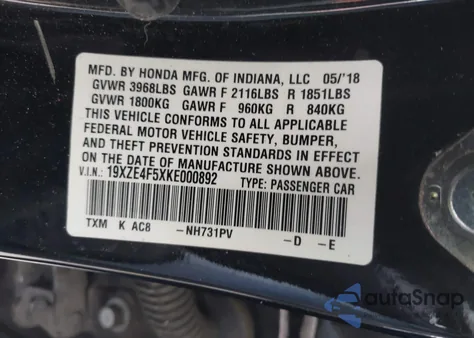 MFD. BY HONDA MFG. OF INDIANA, LLC 05/'18
GVWR 3968LBS GAWR F 2116LBS R 1851LBS
GVWR 1800KG GAWR F 960KG R 840KG
THIS VEHICLE CONFORMS TO ALL APPLICABLE
FEDERAL MOTOR VEHICLE SAFETY, BUMPER,
AND THEFT PREVENTION STANDARDS IN EFFECT
ON THE DATE OF MANUFACTURE SHOWN ABOVE.
V.I.N.: 19XZE4F5XKE000892 TYPE: PASSENGER CAR
TXM K AC8 -NH731PV -D -E
AutaSnap